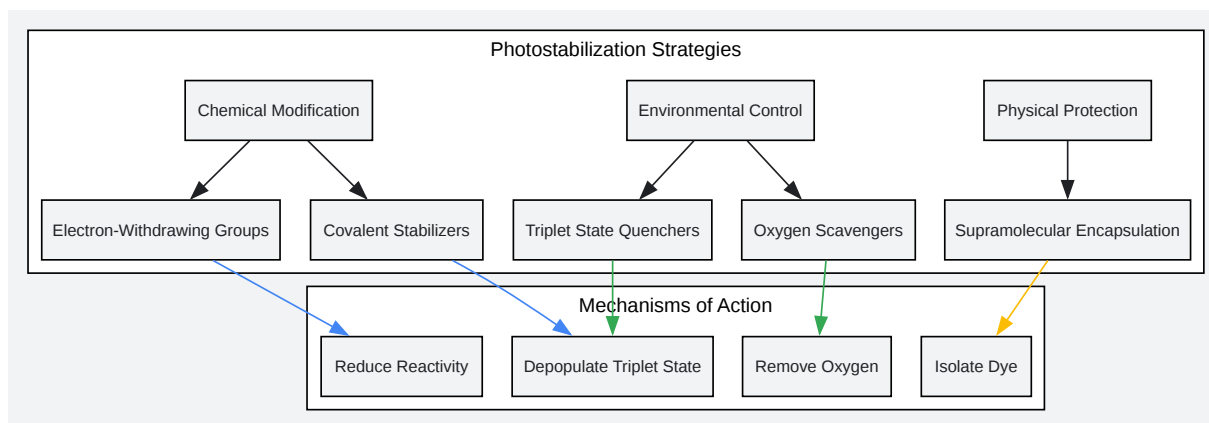 Photostabilization Strategies
Chemical Modification
Environmental Control
Physical Protection
Electron-Withdrawing Groups
Covalent Stabilizers
Triplet State Quenchers
Oxygen Scavengers
Supramolecular Encapsulation
Mechanisms of Action
Reduce Reactivity
Depopulate Triplet State
Remove Oxygen
Isolate Dye